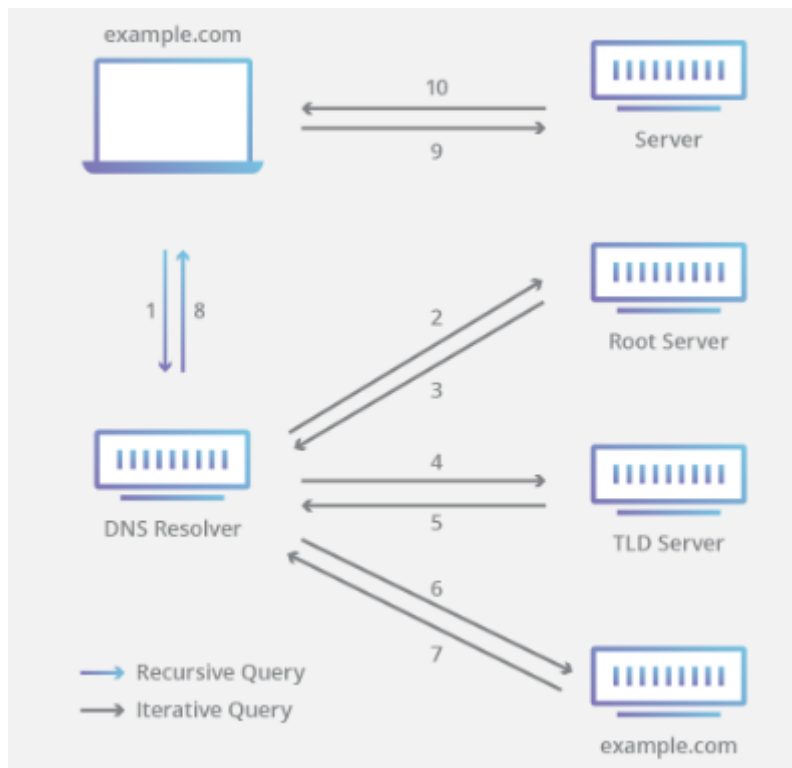 example.com
10
9
Server
1
8
2
3
Root Server
4
5
DNS Resolver
TLD Server
6
7
Recursive Query
Iterative Query
example.com